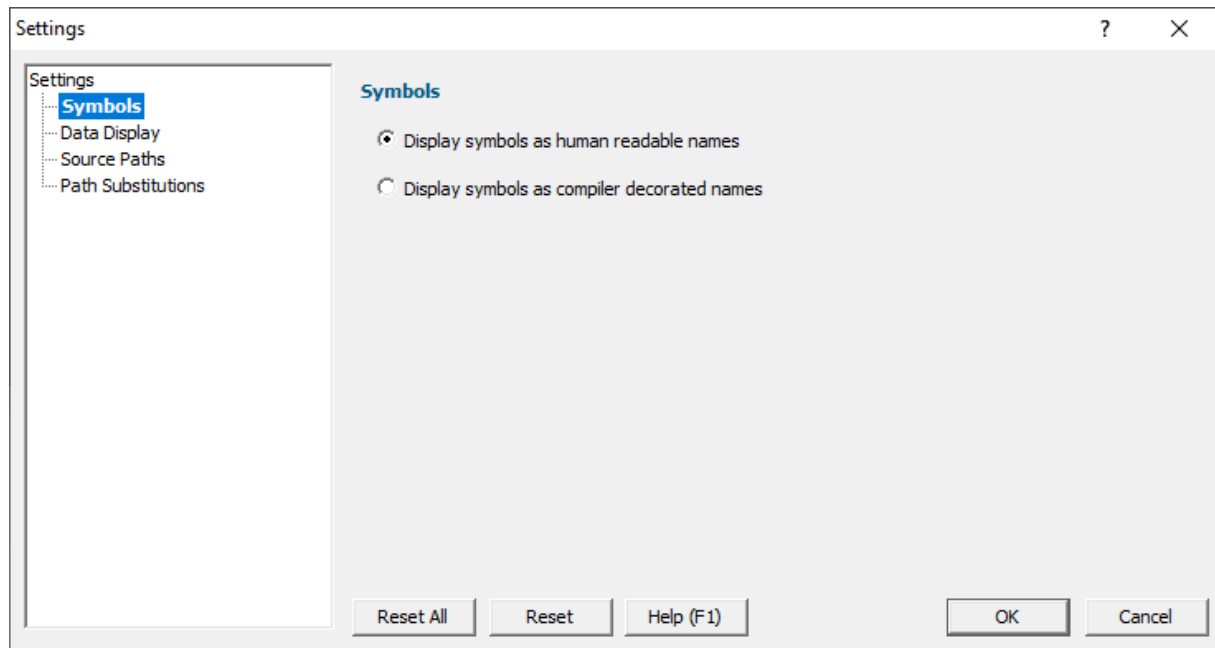 Settings
?
Settings
Symbols
Data Display
Source Paths
Path Substitutions
Symbols
Display symbols as human readable names
Display symbols as compiler decorated names
Reset All
Reset
Help (F1)
OK
Cancel